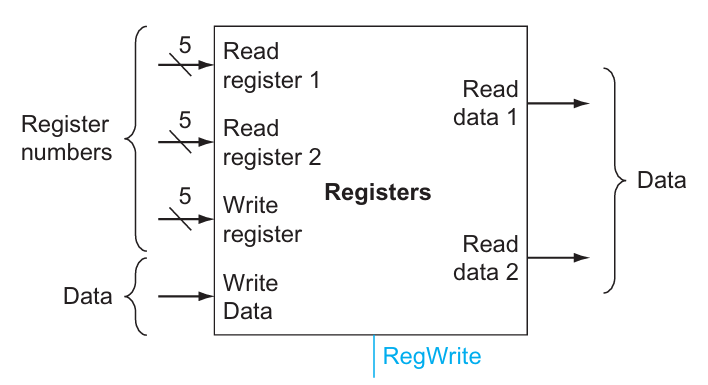 Register
numbers
Data
5
Read
register 1
5
Read
register 2
5
Write
register
Write
Data
Registers
Read
data 1
Read
data 2
Data
RegWrite